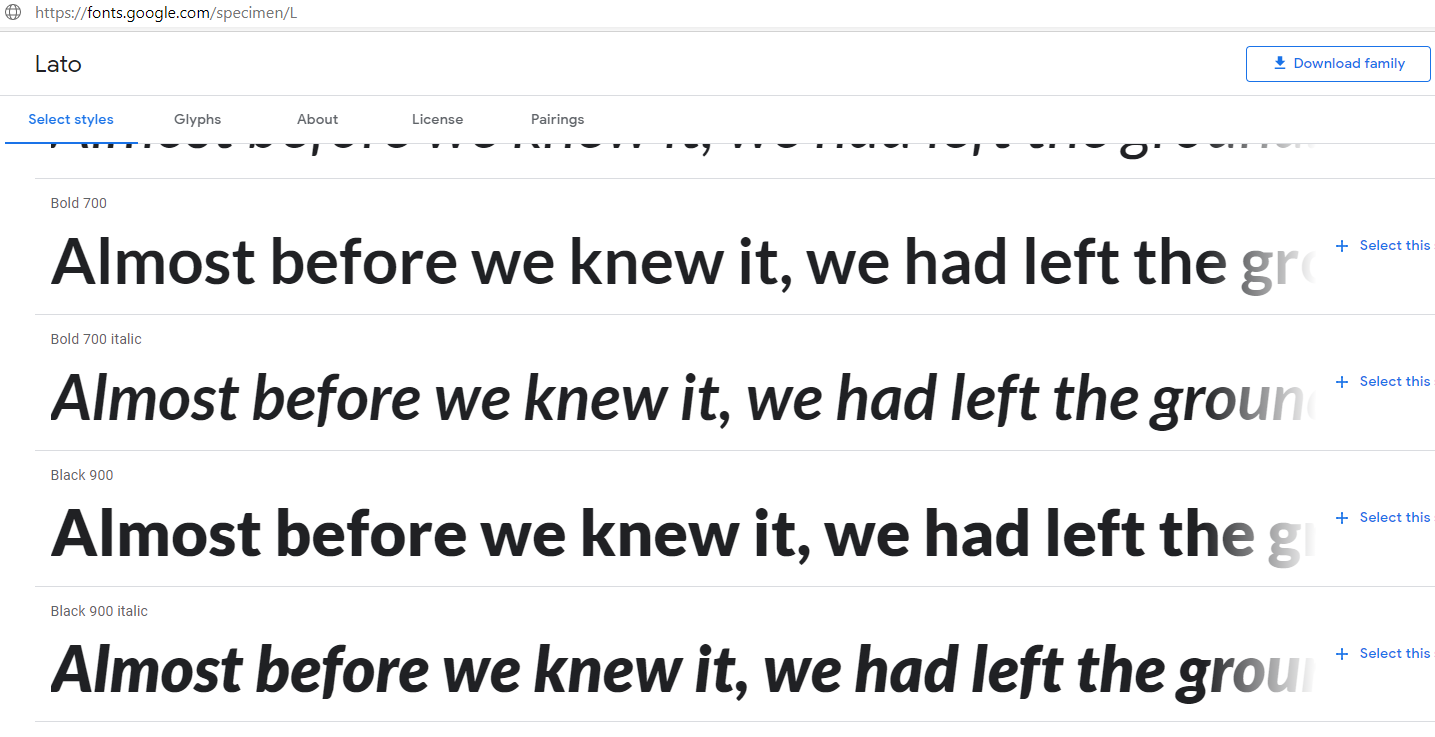 https://fonts.google.com/specimen/L
Lato
Download family
Select styles Glyphs About License Pairings
Almost before we knew it, we had left the ground
Bold 700
Almost before we knew it, we had left the gro
Select this
Bold 700 italic
Almost before we knew it, we had left the groun
Select this
Black 900
Almost before we knew it, we had left the gr
Select this
Black 900 italic
Almost before we knew it, we had left the groun
Select this